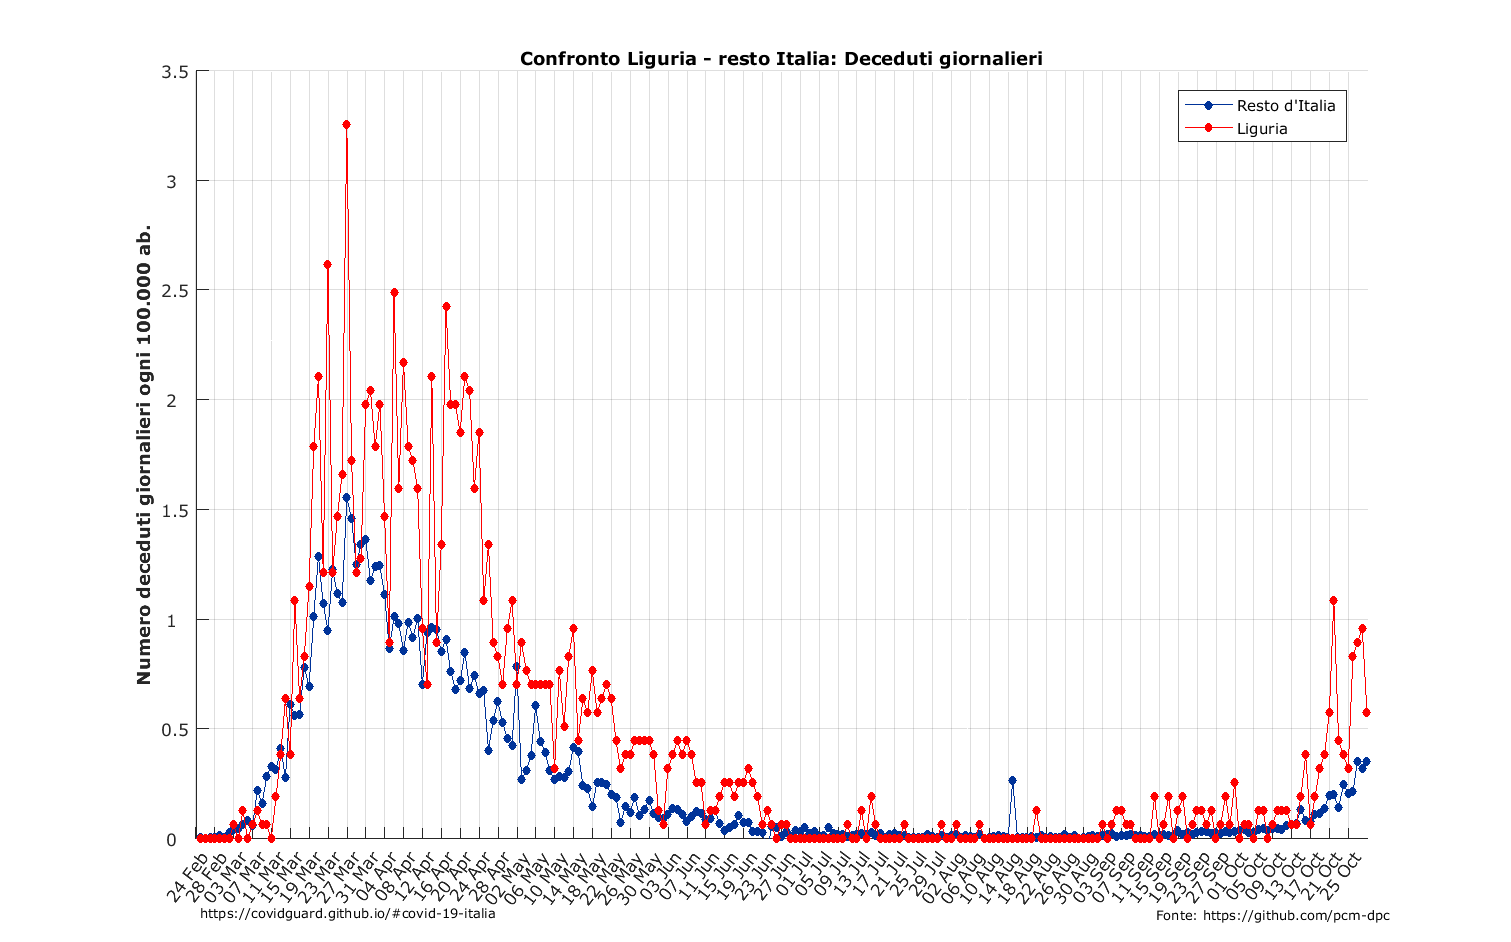 Confronto Liguria - resto Italia: Deceduti giornalieri
Resto d'Italia
Liguria
Numero deceduti giornalieri ogni 100.000 ab.
3.5
3
2.5
2
1.5
1
0.5
0
24 Feb
28 Feb
03 Mar
07 Mar
11 Mar
15 Mar
19 Mar
23 Mar
27 Mar
31 Mar
04 Apr
08 Apr
12 Apr
16 Apr
20 Apr
24 Apr
28 Apr
02 May
06 May
10 May
14 May
18 May
22 May
26 May
30 May
03 Jun
07 Jun
11 Jun
15 Jun
19 Jun
23 Jun
27 Jun
01 Jul
05 Jul
09 Jul
13 Jul
17 Jul
21 Jul
25 Jul
29 Jul
02 Aug
06 Aug
10 Aug
14 Aug
18 Aug
22 Aug
26 Aug
30 Aug
03 Sep
07 Sep
11 Sep
15 Sep
19 Sep
23 Sep
27 Sep
01 Oct
05 Oct
09 Oct
13 Oct
17 Oct
21 Oct
25 Oct
https://covidguard.github.io/#covid-19-italia
Fonte: https://github.com/pcm-dpc